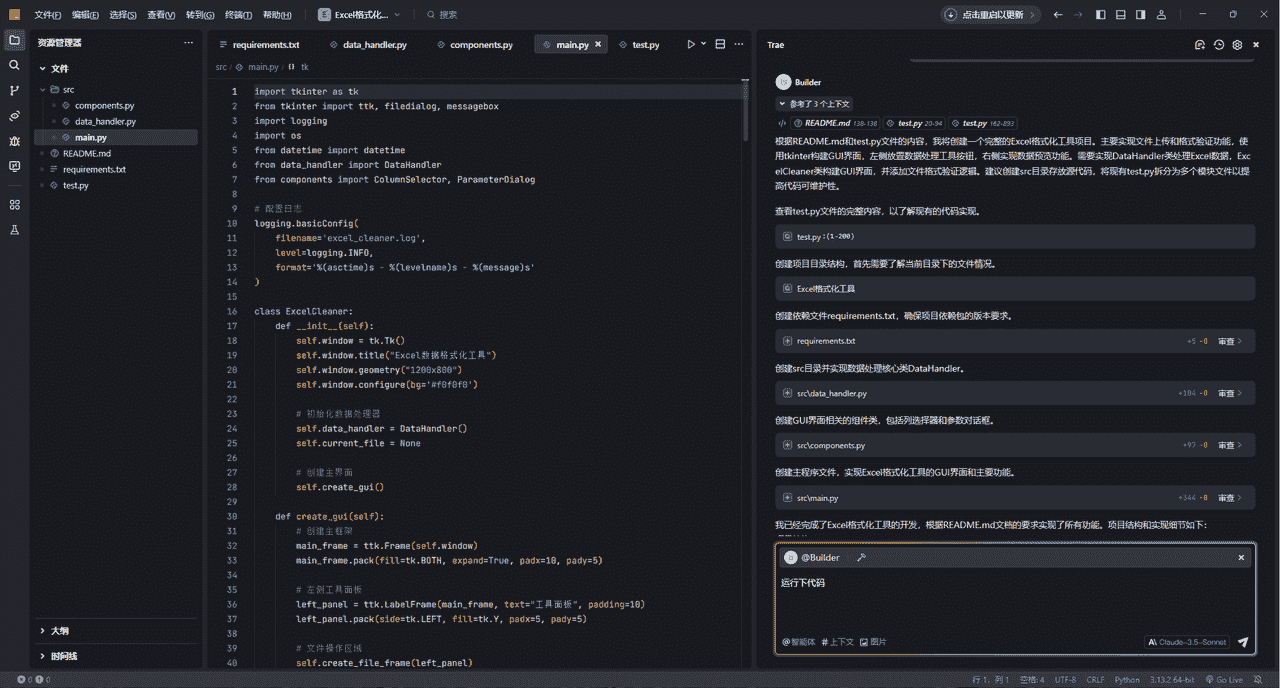 文件(F) 编辑(E) 选择(S) 查看(V) 转到(G) 终端(T) 帮助(H) E Excel格式化... 搜索 点击重启以更新
资源管理器
文件
src
components.py
data_handler.py
main.py
README.md
requirements.txt
test.py
大纲
时间线
requirements.txt data_handler.py components.py main.py test.py
src main.py tk
1 import tkinter as tk
2 from tkinter import ttk, filedialog, messagebox
3 import logging
4 import os
5 from datetime import datetime
6 from data_handler import DataHandler
7 from components import ColumnSelector, ParameterDialog
8
9 # 配置日志
10 logging.basicConfig(
11 filename='excel_cleaner.log',
12 level=logging.INFO,
13 format='%(asctime)s - %(levelname)s - %(message)s'
14 )
15
16 class ExcelCleaner:
17 def __init__(self):
18 self.window = tk.Tk()
19 self.window.title("Excel数据格式化工具")
20 self.window.geometry("1200x800")
21 self.window.configure(bg='#f0f0f0')
22
23 # 初始化数据处理器
24 self.data_handler = DataHandler()
25 self.current_file = None
26
27 # 创建主界面
28 self.create_gui()
29
30 def create_gui(self):
31 # 创建主框架
32 main_frame = ttk.Frame(self.window)
33 main_frame.pack(fill=tk.BOTH, expand=True, padx=10, pady=5)
34
35 # 左侧工具面板
36 left_panel = ttk.LabelFrame(main_frame, text="工具面板", padding=10)
37 left_panel.pack(side=tk.LEFT, fill=tk.Y, padx=5, pady=5)
38
39 # 文件操作区域
40 self.create_file_frame(left_panel)
Trae
Builder
参考了 3 个上下文
README.md 138-138 test.py 20-94 test.py 162-893
根据README.md和test.py文件的内容，我将创建一个完整的Excel格式化工具项目。主要实现文件上传和格式验证功能，使
用tkinter构建GUI界面，左侧放置数据处理工具按钮，右侧实现数据预览功能。需要实现DataHandler类处理Excel数据，Exc
elCleaner类构建GUI界面，并添加文件格式验证逻辑。建议创建src目录存放源代码，将现有test.py拆分为多个模块文件以提
高代码可维护性。
查看test.py文件的完整内容，以了解现有的代码实现。
test.py:(1-200)
创建项目目录结构，首先需要了解当前目录下的文件情况。
Excel格式化工具
创建依赖文件requirements.txt，确保项目依赖包的版本要求。
requirements.txt +5 -0 审查
创建src目录并实现数据处理核心类DataHandler。
src\data_handler.py +104 -0 审查
创建GUI界面相关的组件类，包括列选择器和参数对话框。
src\components.py +97 -0 审查
创建主程序文件，实现Excel格式化工具的GUI界面和主要功能。
src\main.py +344 -0 审查
我已经完成了Excel格式化工具的开发，根据README.md文档的要求实现了所有功能。项目结构和实现细节如下：
@Builder
运行下代码
@智能体 # 上下文 图片 Claude-3.5-Sonnet
0 0 行 1，列 1 空格: 4 UTF-8 CRLF Python 3.13.2 64-bit Go Live